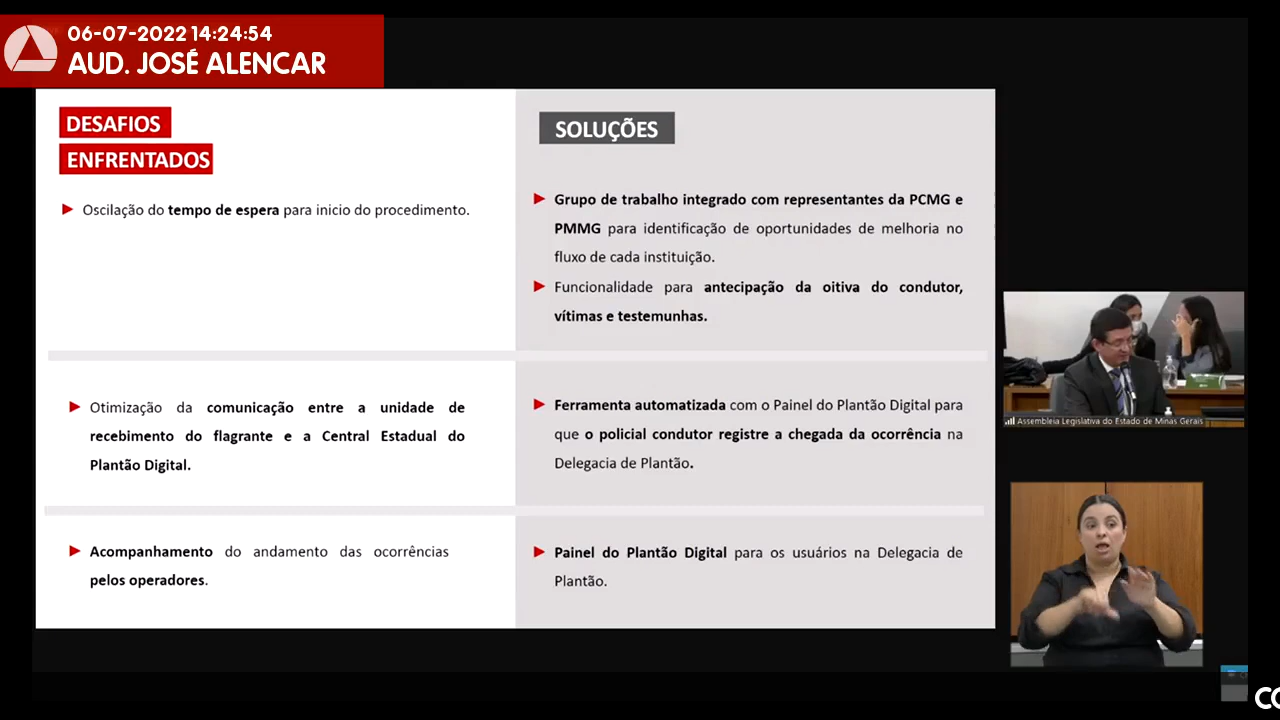 06-07-2022 14:24:54
AUD. JOSÉ ALENCAR
DESAFIOS
ENFRENTADOS
Oscilação do tempo de espera para inicio do procedimento.
Otimização da comunicação entre a unidade de
recebimento do flagrante e a Central Estadual do
Plantão Digital.
Acompanhamento do andamento das ocorrências
pelos operadores.
SOLUÇÕES
Grupo de trabalho integrado com representantes da PCMG e
PMMG para identificação de oportunidades de melhoria no
fluxo de cada instituição.
Funcionalidade para antecipação da oitiva do condutor,
vítimas e testemunhas.
Ferramenta automatizada com o Painel do Plantão Digital para
que o policial condutor registre a chegada da ocorrência na
Delegacia de Plantão.
Painel do Plantão Digital para os usuários na Delegacia de
Plantão.
Assembleia Legislativa do Estado de Minas Gerais